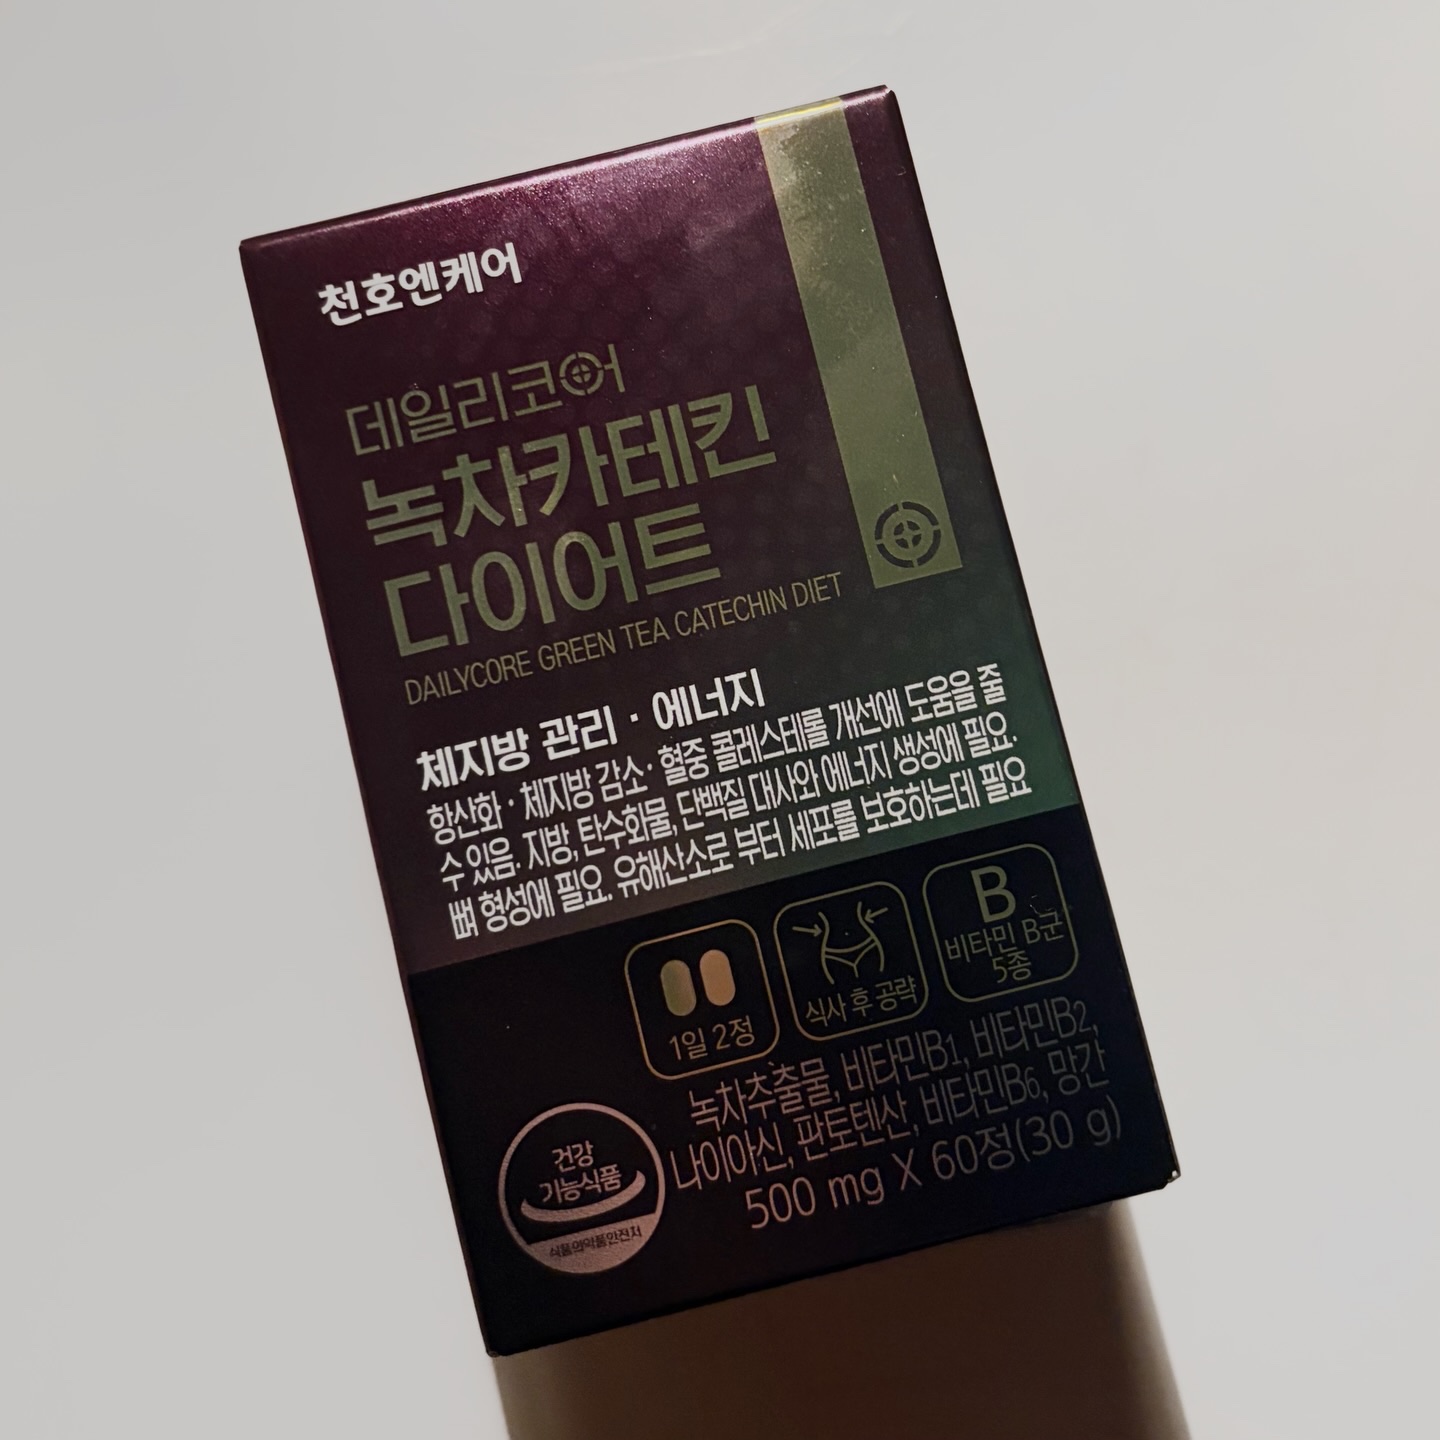 천호엔케어
데일리코어
녹차카테킨
다이어트
DAILYCORE GREEN TEA CATECHIN DIET
체지방 관리 · 에너지
항산화 · 체지방 감소 · 혈중 콜레스테롤 개선에 도움을 줄
수 있음. 지방, 탄수화물, 단백질 대사와 에너지 생성에 필요.
뼈 형성에 필요. 유해산소로 부터 세포를 보호하는데 필요
1일 2정
식사 후 공략
B
비타민 B군
5종
녹차추출물, 비타민B1, 비타민B2,
나이아신, 판토텐산, 비타민B6, 망간
500 mg X 60정(30 g)
건강
기능식품
식품의약품안전처